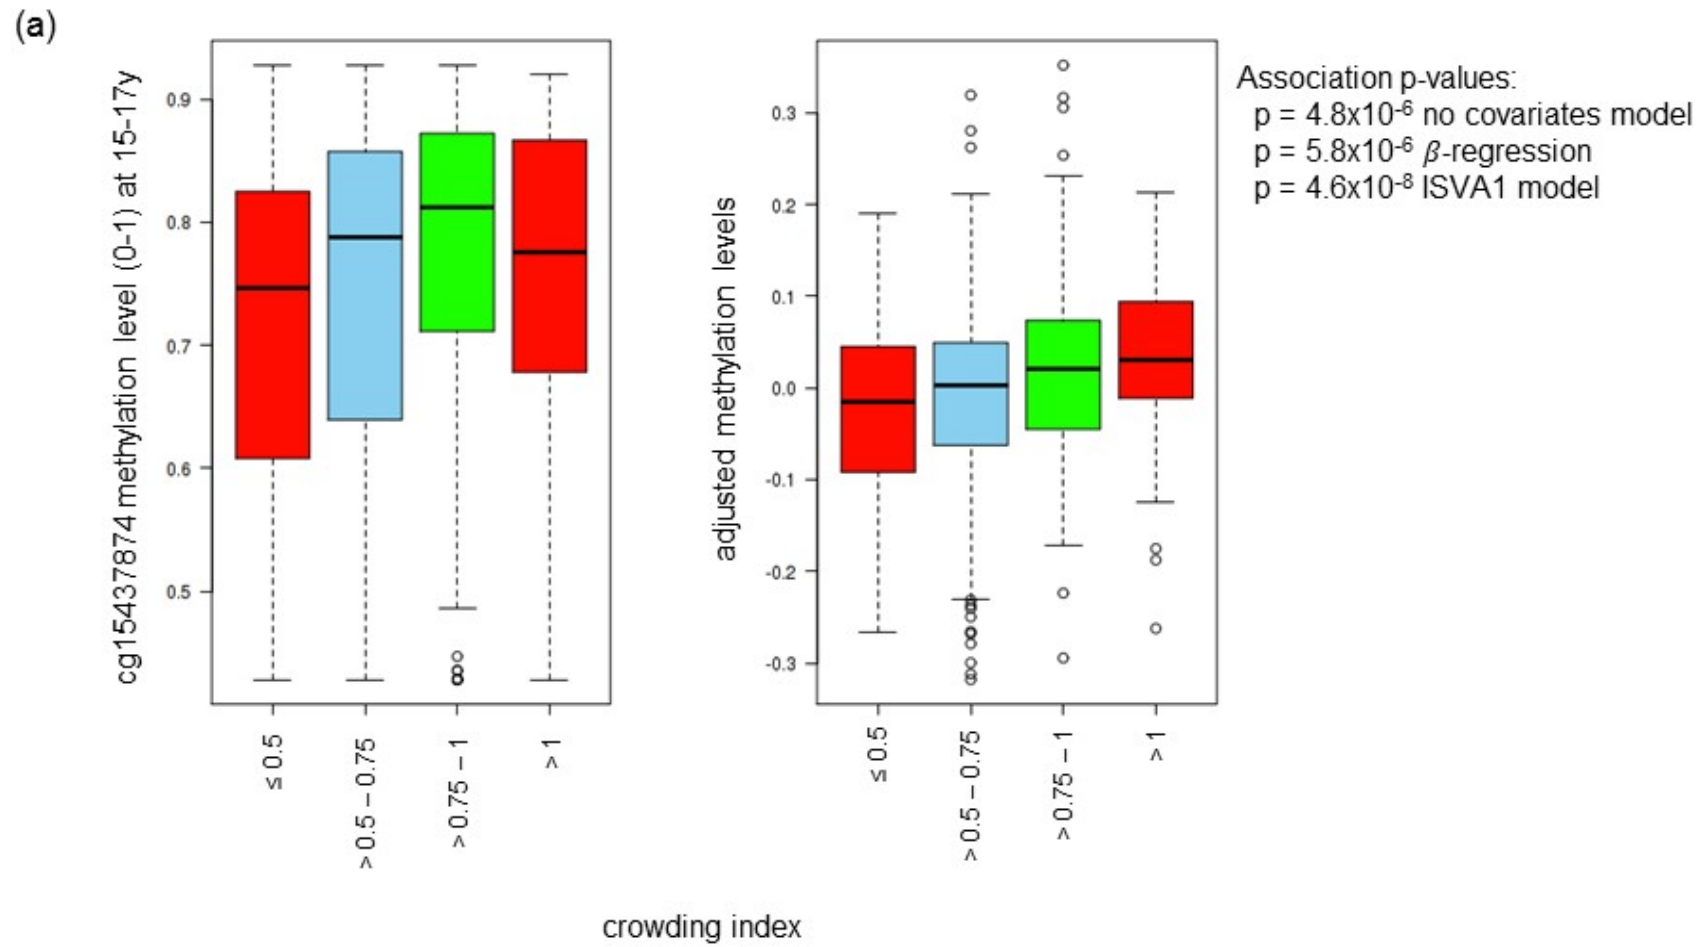 (a)
cg15437874 methylation level (0-1) at 15-17y
0.9
0.8
0.7
0.6
0.5
≤ 0.5
> 0.5 – 0.75
> 0.75 – 1
> 1
adjusted methylation levels
0.3
0.2
0.1
0.0
-0.1
-0.2
-0.3
≤ 0.5
> 0.5 – 0.75
> 0.75 – 1
> 1
Association p-values:
p = 4.8x10⁻⁶ no covariates model
p = 5.8x10⁻⁶ β-regression
p = 4.6x10⁻⁸ ISVA1 model
crowding index